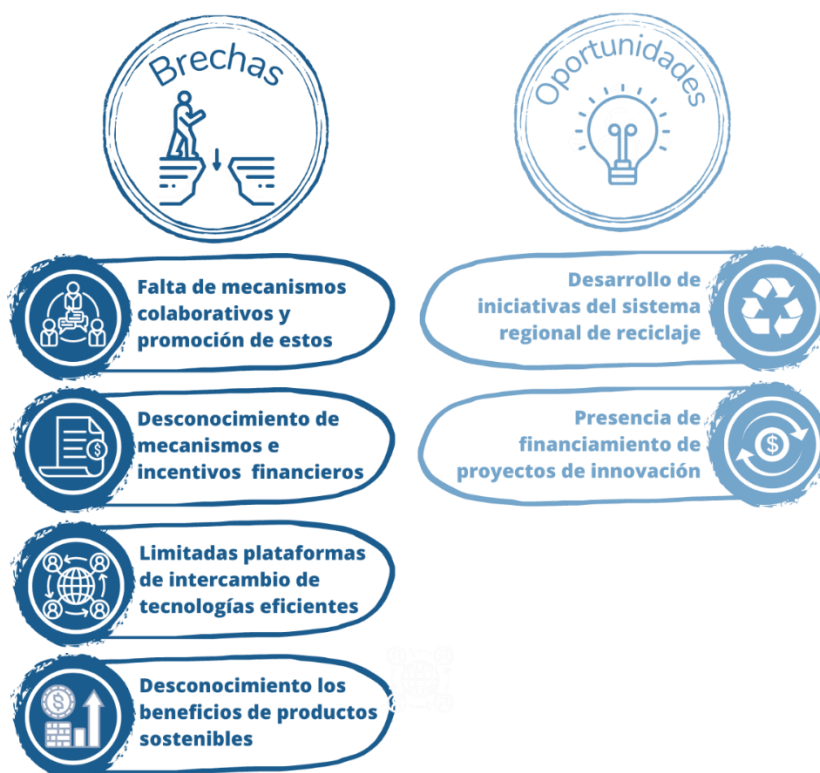 Brechas
Falta de mecanismos
colaborativos y
promoción de estos
Desconocimiento de
mecanismos e
incentivos financieros
Limitadas plataformas
de intercambio de
tecnologías eficientes
Desconocimiento los
beneficios de productos
sostenibles
Oportunidades
Desarrollo de
iniciativas del sistema
regional de reciclaje
Presencia de
financiamiento de
proyectos de innovación